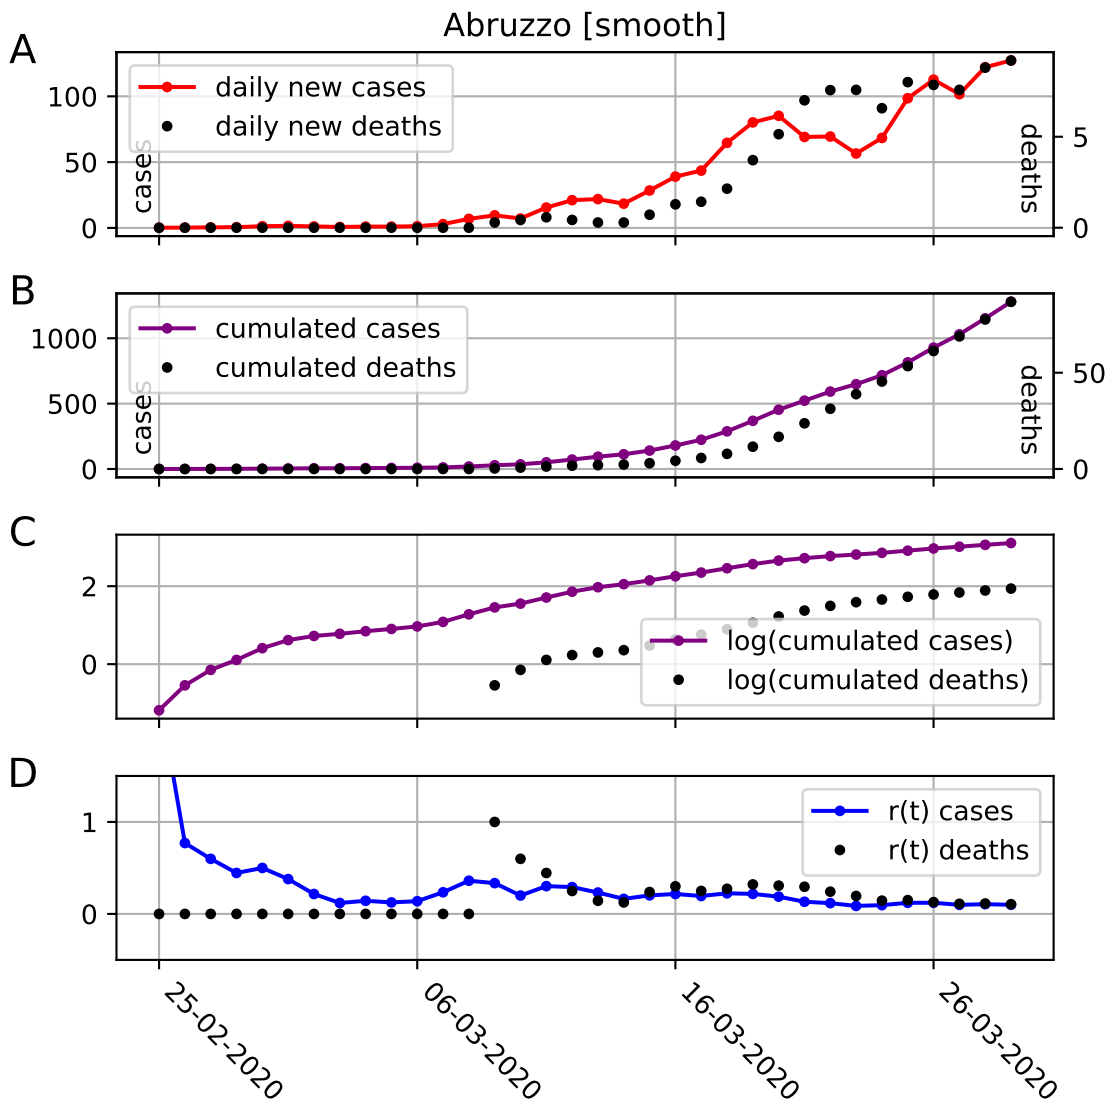 Abruzzo [smooth]
A
daily new cases
daily new deaths
100
50
0
cases
5
0
deaths
B
cumulated cases
cumulated deaths
1000
500
0
cases
50
0
deaths
C
2
0
log(cumulated cases)
log(cumulated deaths)
D
1
0
r(t) cases
r(t) deaths
25-02-2020
06-03-2020
16-03-2020
26-03-2020